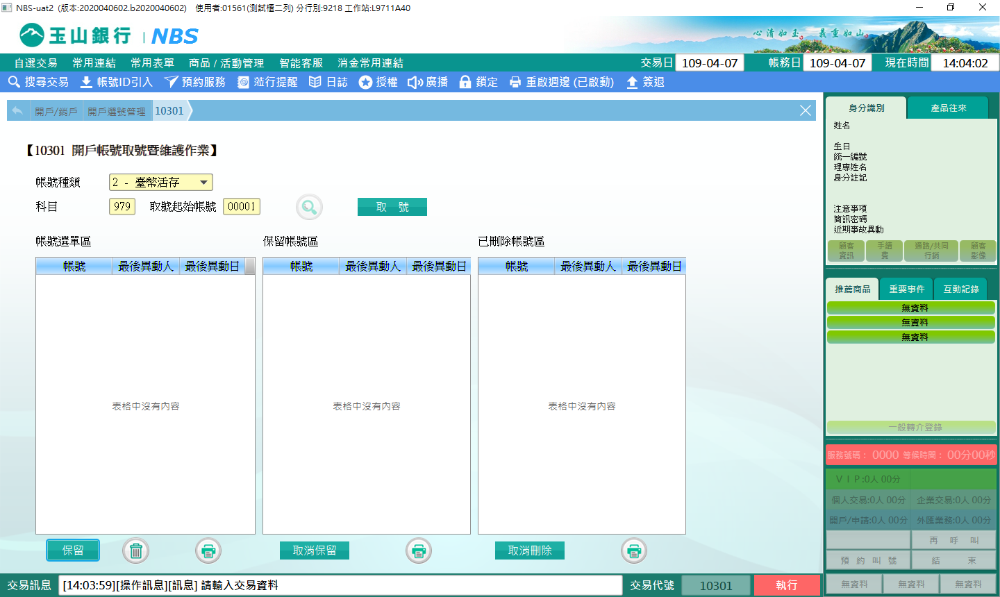 NBS-uat2 (版本:2020040602.b2020040602) 使用者:01561(測試櫃二列) 分行別:9218 工作站:L9711A40
玉山銀行 | NBS
心清如玉。義重如山。
自選交易 常用連結 常用表單 商品 / 活動管理 智能客服 消金常用連結 交易日 109-04-07 帳務日 109-04-07 現在時間 14:04:02
搜尋交易 帳號ID引入 預約服務 蒞行提醒 日誌 授權 廣播 鎖定 重啟週邊 (已啟動) 簽退
開戶/銷戶 開戶選號管理 10301
【10301 開戶帳號取號暨維護作業】
帳號種類 2 - 臺幣活存
科目 979 取號起始帳號 00001 取 號
帳號選單區 保留帳號區 已刪除帳號區
帳號 最後異動人 最後異動日 帳號 最後異動人 最後異動日 帳號 最後異動人 最後異動日
表格中沒有內容 表格中沒有內容 表格中沒有內容
保留 取消保留 取消刪除
交易訊息 [14:03:59][操作訊息][訊息] 請輸入交易資料 交易代號 10301 執行
身分識別 產品往來
姓名
生日
統一編號
理專姓名
身分註記
注意事項
簡訊密碼
近期事故異動
顧客資訊 手續費 通路/共同行銷 顧客影像
推薦商品 重要事件 互動記錄
無資料
無資料
無資料
一般轉介登錄
服務號碼： 0000 等候時間： 00分00秒
ＶＩＰ:0人 00分
個人交易:0人 00分 企業交易:0人 00分
開戶/申請:0人 00分 外匯業務:0人 00分
再 呼 叫
預 約 叫 號 結 束
無資料 無資料 無資料